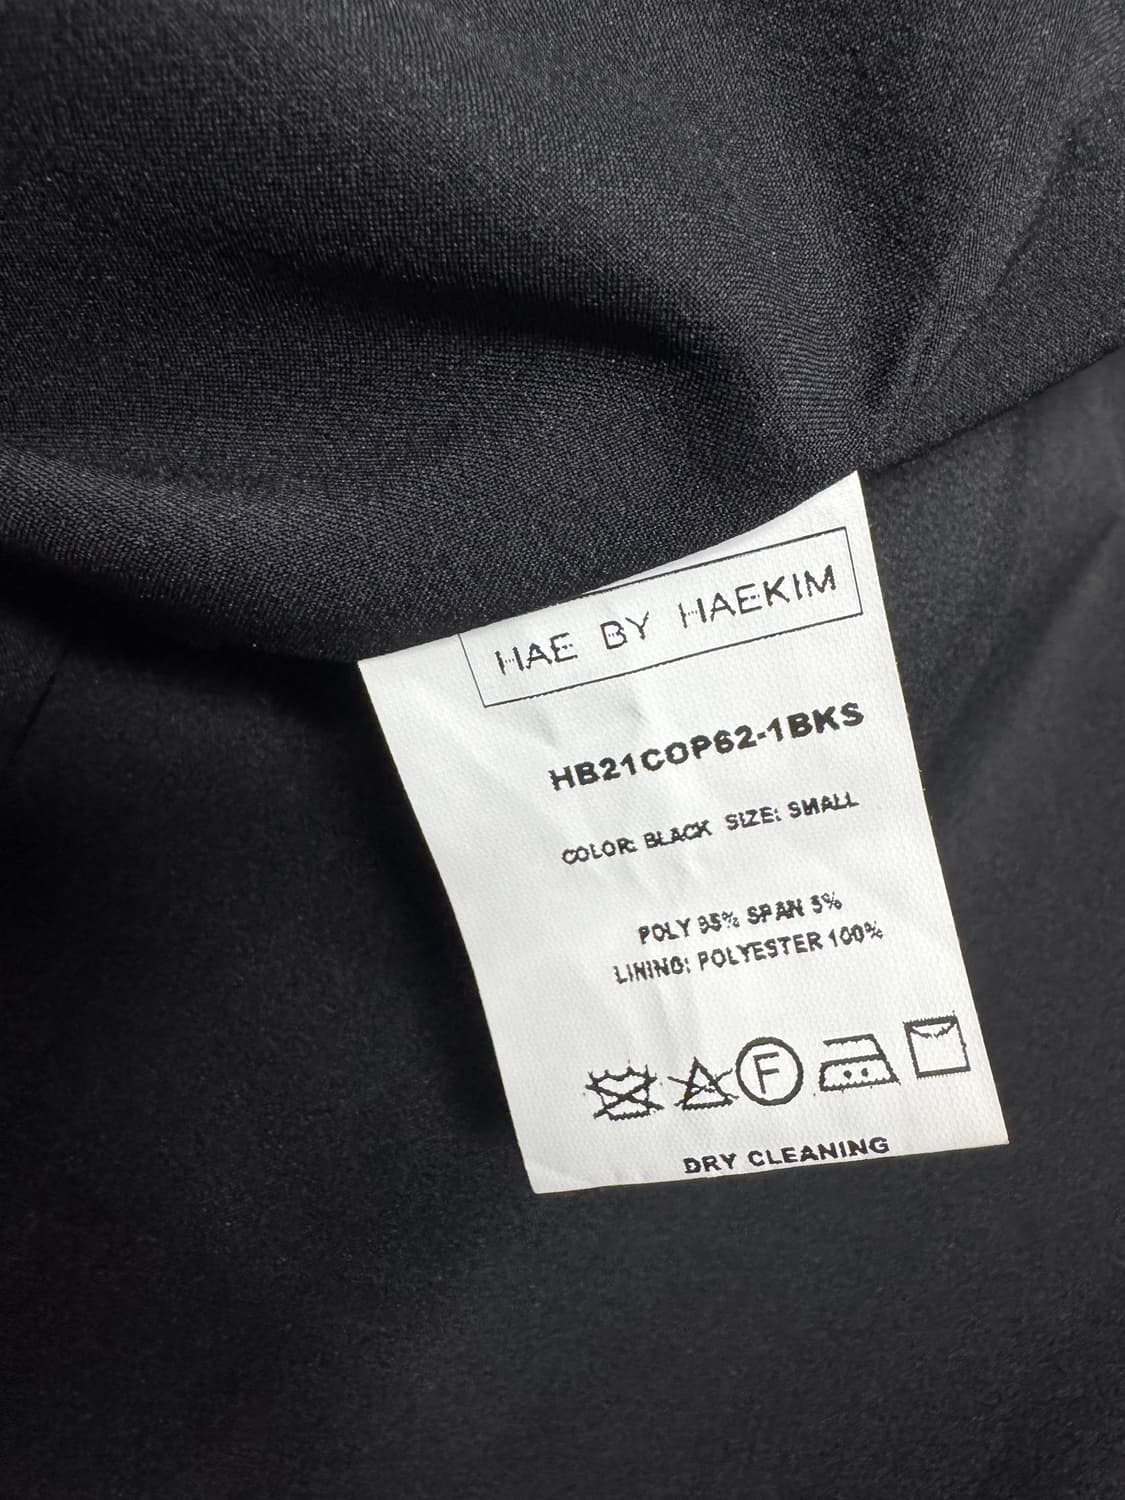 HAE BY HAEKIM
HB21COP62-1BKS
COLOR: BLACK SIZE: SMALL
POLY 95% SPAN 5%
LINING: POLYESTER 100%
F
DRY CLEANING